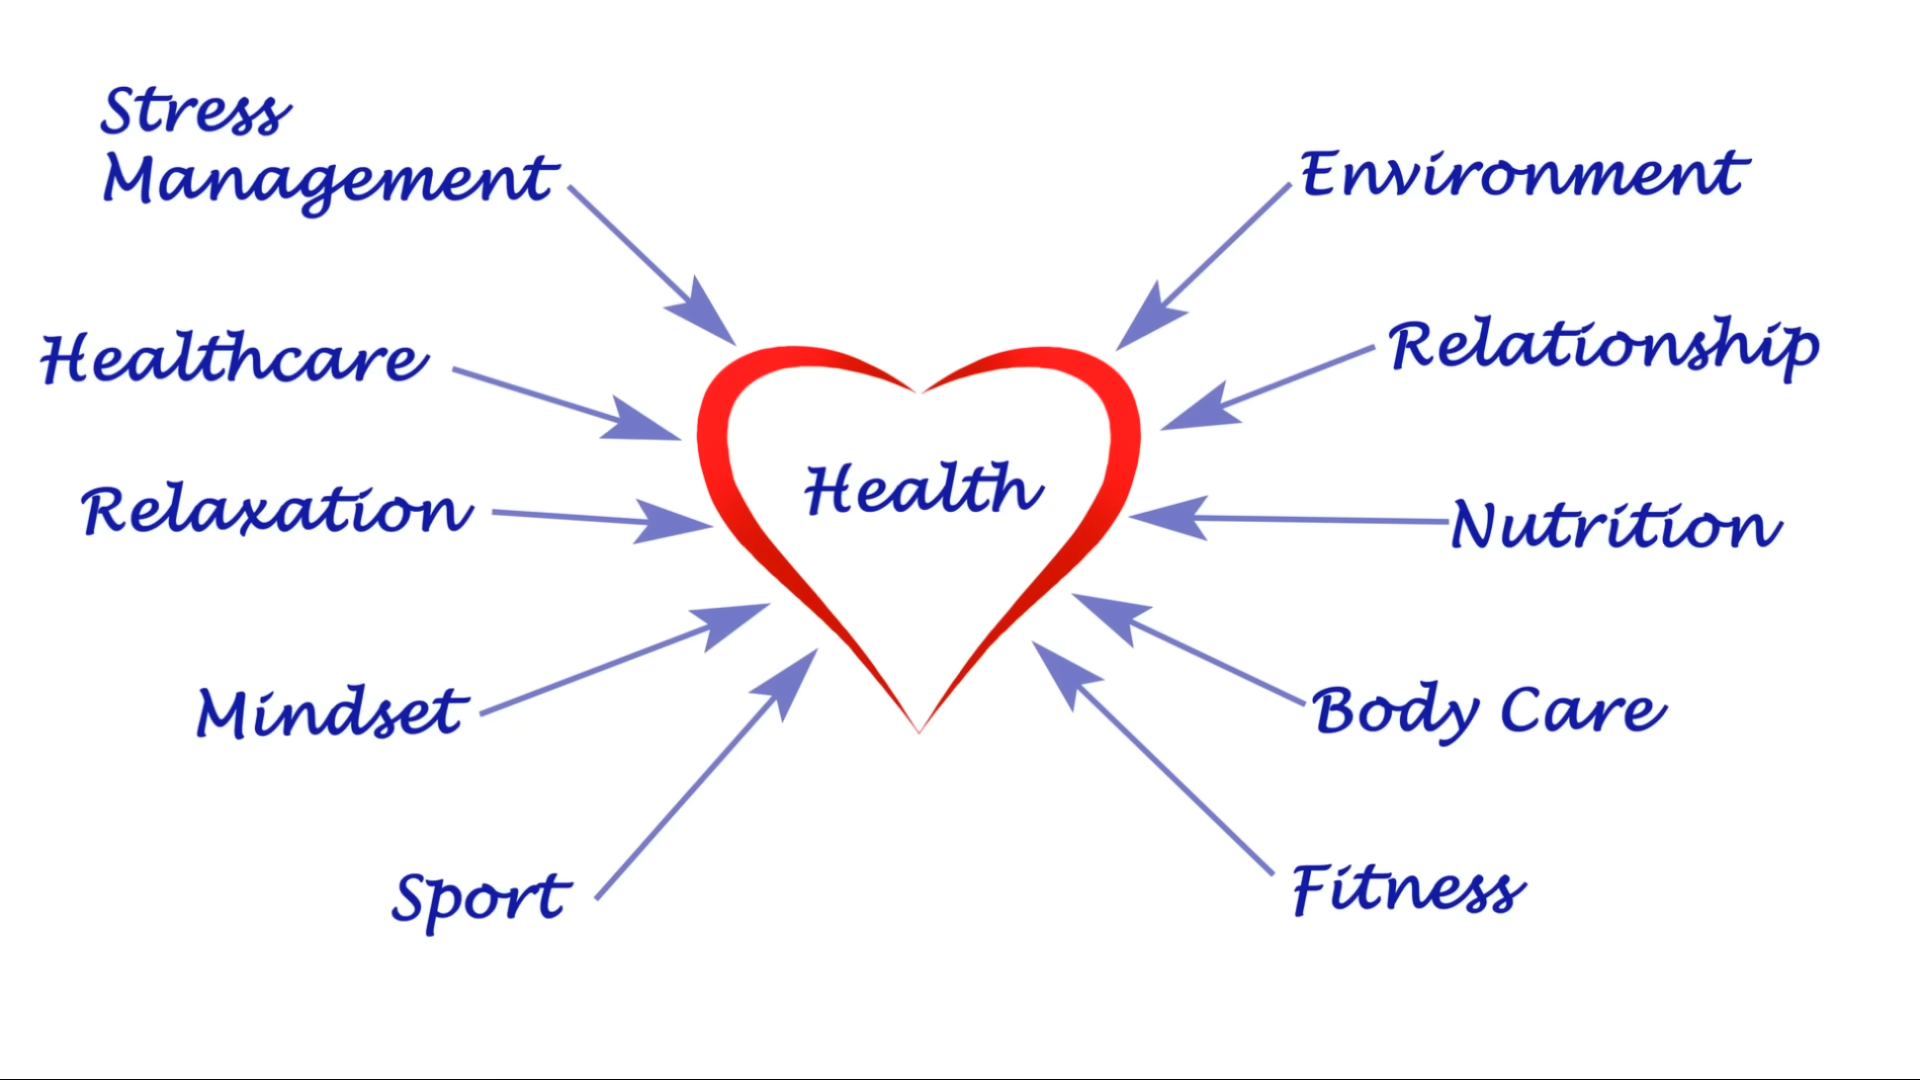 Stress
Management
Healthcare
Relaxation
Mindset
Sport
Health
Environment
Relationship
Nutrition
Body Care
Fitness